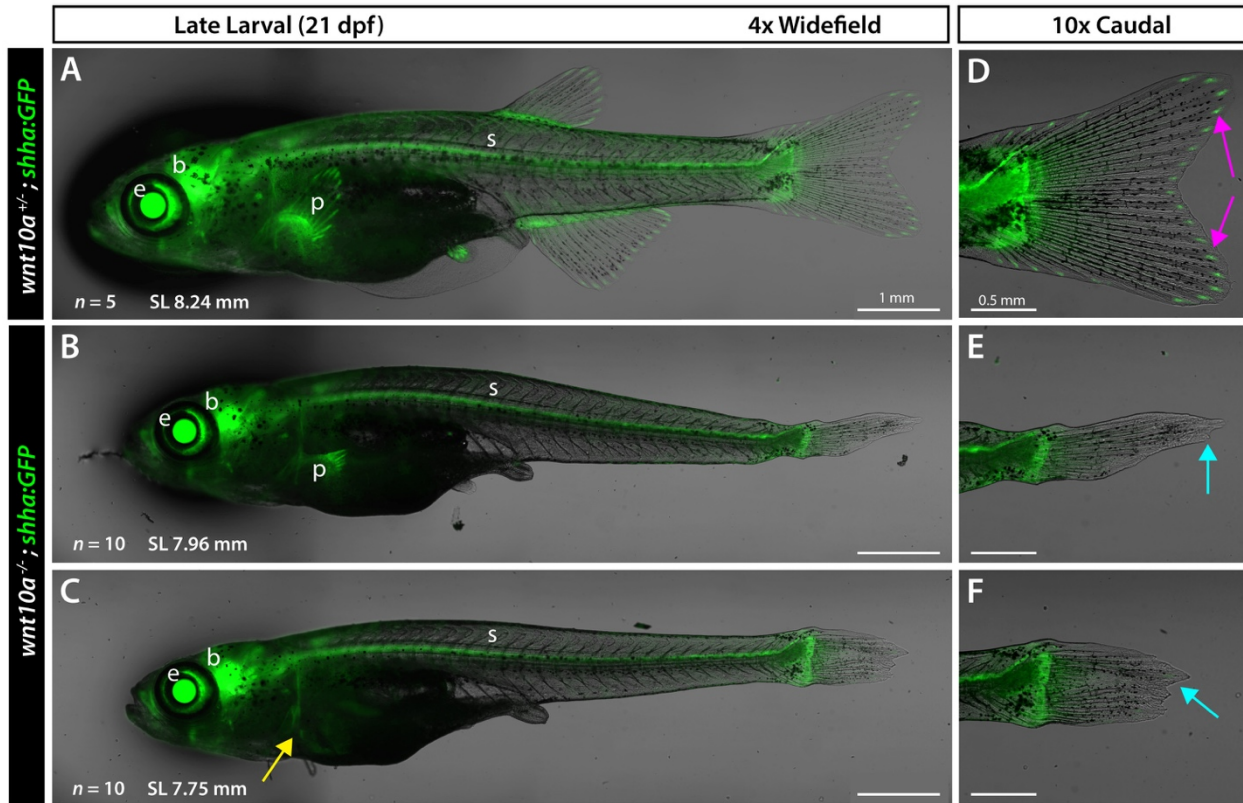 Late Larval (21 dpf) 4x Widefield 10x Caudal
wnt10a+/-; shha:GFP
A
e
b
p
s
n = 5 SL 8.24 mm
1 mm
D
0.5 mm
wnt10a-/-; shha:GFP
B
e
b
p
s
n = 10 SL 7.96 mm
E
C
e
b
s
n = 10 SL 7.75 mm
F